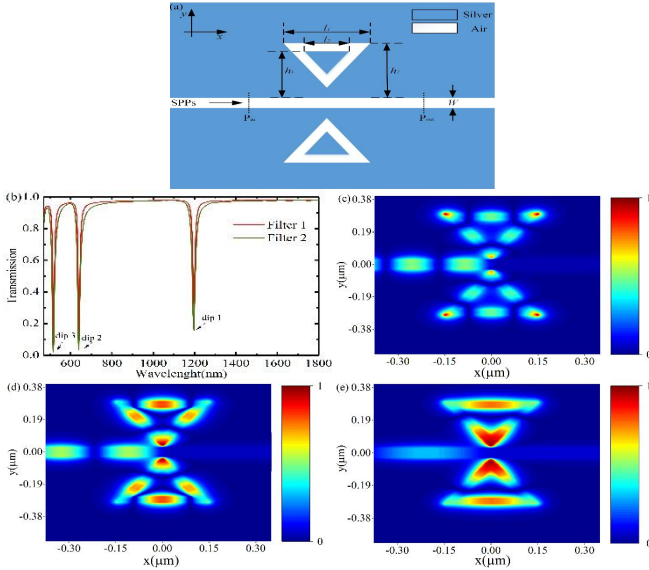 (a)
y
x
l₁
l₂
Silver
Air
h₁
h₂
SPPs
W
P_in
P_out
(b)
Transmission
1.0
0.8
0.6
0.4
0.2
0.0
Filter 1
Filter 2
dip 3
dip 2
dip 1
600 800 1000 1200 1400 1600 1800
Wavelenght(nm)
(c)
y(μm)
0.38
0.19
0.00
-0.19
-0.38
-0.30 -0.15 0.00 0.15 0.30
x(μm)
1
0
(d)
y(μm)
0.38
0.19
0.00
-0.19
-0.38
-0.30 -0.15 0.00 0.15 0.30
x(μm)
1
0
(e)
y(μm)
0.38
0.19
0.00
-0.19
-0.38
-0.30 -0.15 0.00 0.15 0.30
x(μm)
1
0